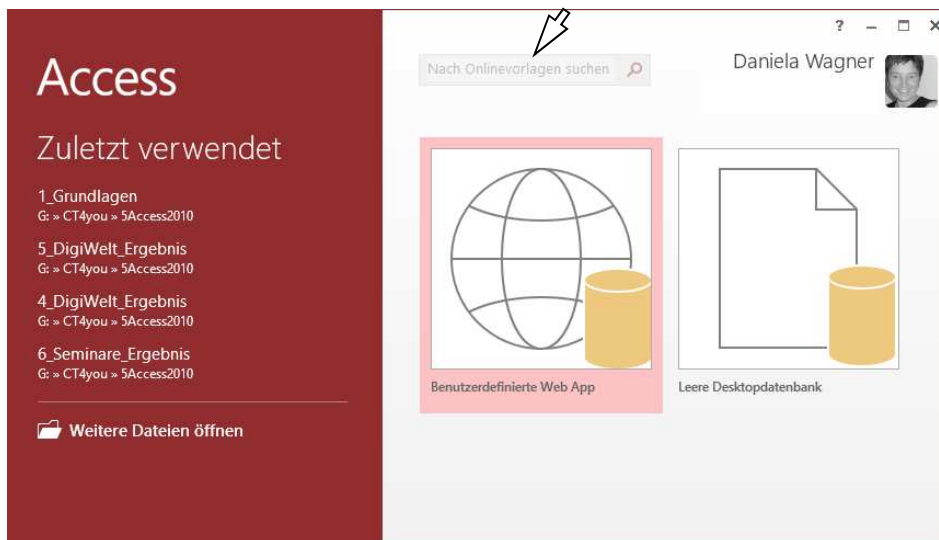 Access
Zuletzt verwendet
1_Grundlagen
G: » CT4you » 5Access2010
5_DigiWelt_Ergebnis
G: » CT4you » 5Access2010
4_DigiWelt_Ergebnis
G: » CT4you » 5Access2010
6_Seminare_Ergebnis
G: » CT4you » 5Access2010
Weitere Dateien öffnen
?
Nach Onlinevorlagen suchen
Daniela Wagner
Benutzerdefinierte Web App
Leere Desktopdatenbank